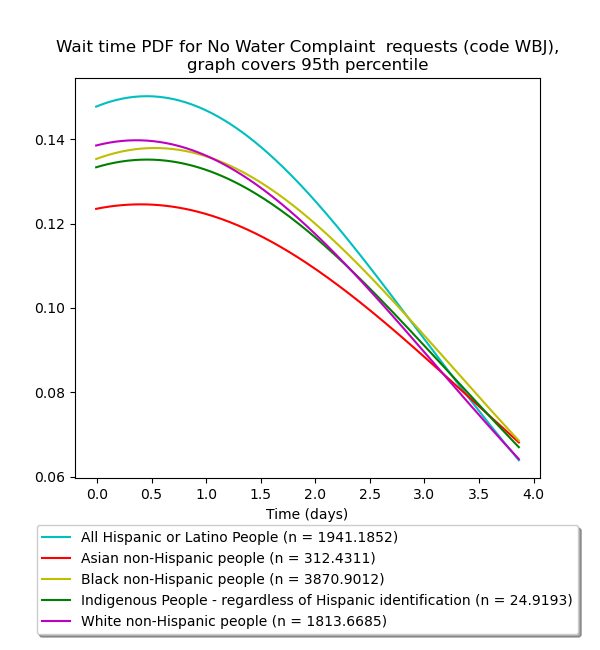 Wait time PDF for No Water Complaint  requests (code WBJ),
graph covers 95th percentile
0.14
0.12
0.10
0.08
0.06
0.0 0.5 1.0 1.5 2.0 2.5 3.0 3.5 4.0
Time (days)
All Hispanic or Latino People (n = 1941.1852)
Asian non-Hispanic people (n = 312.4311)
Black non-Hispanic people (n = 3870.9012)
Indigenous People - regardless of Hispanic identification (n = 24.9193)
White non-Hispanic people (n = 1813.6685)